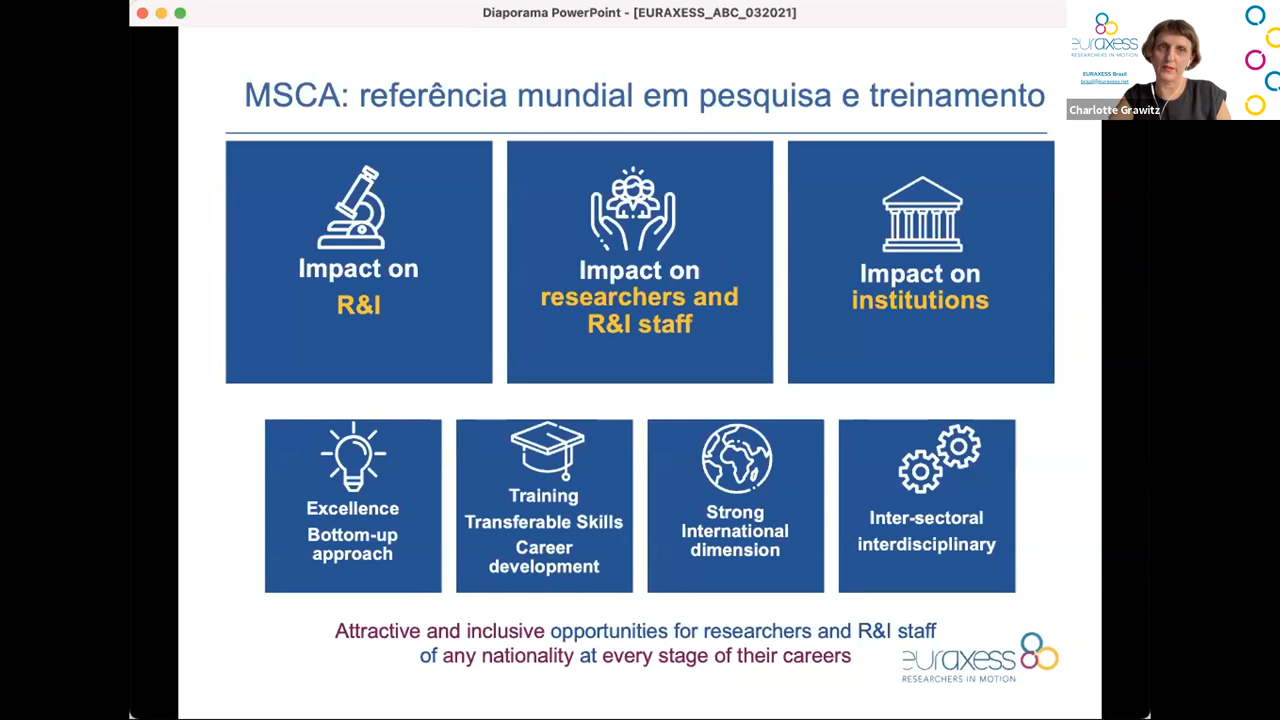 Diaporama PowerPoint - [EURAXESS_ABC_032021]
euraxess
RESEARCHERS IN MOTION
EURAXESS Brazil
brazil@euraxess.net
Charlotte Grawitz
MSCA: referência mundial em pesquisa e treinamento
Impact on
R&I
Impact on
researchers and
R&I staff
Impact on
institutions
Excellence
Bottom-up
approach
Training
Transferable Skills
Career
development
Strong
International
dimension
Inter-sectoral
interdisciplinary
Attractive and inclusive opportunities for researchers and R&I staff
of any nationality at every stage of their careers
euraxess
RESEARCHERS IN MOTION